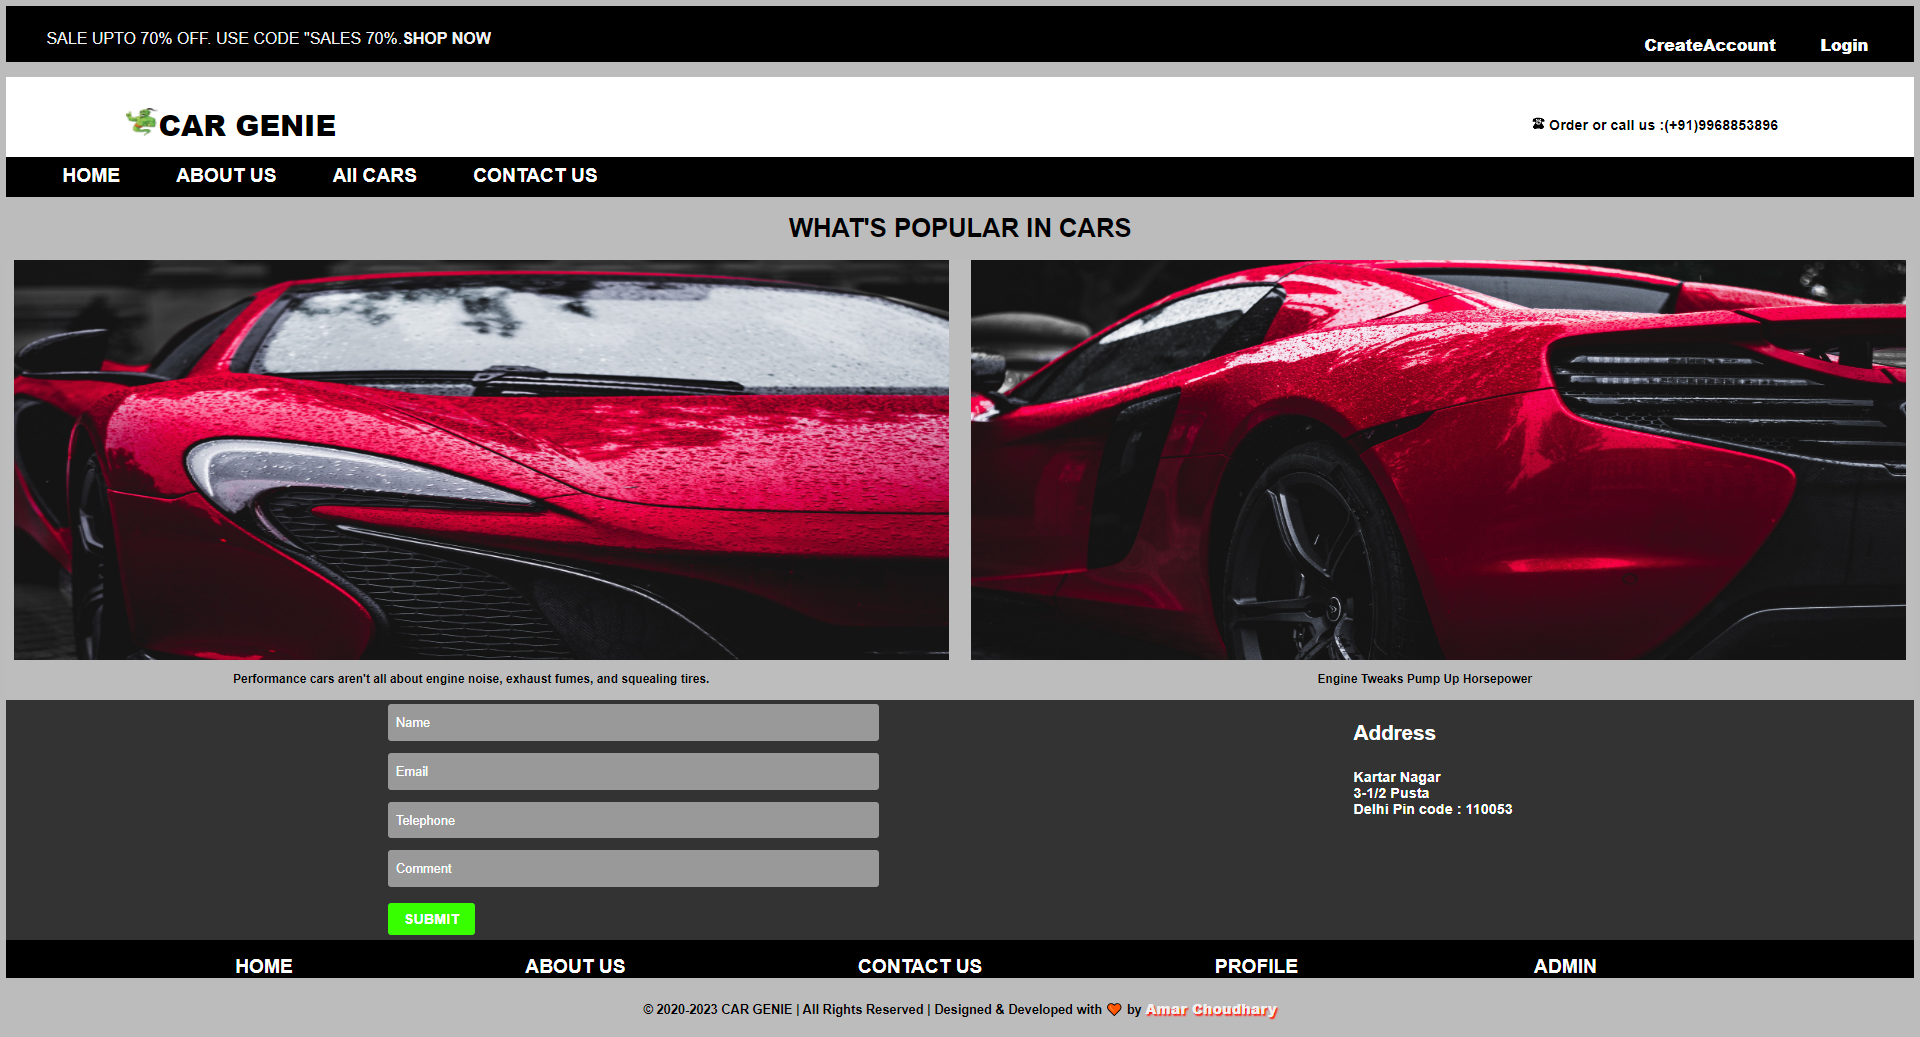 SALE UPTO 70% OFF. USE CODE "SALES 70%.SHOP NOW
CreateAccount Login
CAR GENIE
☎ Order or call us :(+91)9968853896
HOME ABOUT US All CARS CONTACT US
WHAT'S POPULAR IN CARS
Performance cars aren't all about engine noise, exhaust fumes, and squealing tires.
Engine Tweaks Pump Up Horsepower
Name
Email
Telephone
Comment
SUBMIT
Address
Kartar Nagar
3-1/2 Pusta
Delhi Pin code : 110053
HOME ABOUT US CONTACT US PROFILE ADMIN
© 2020-2023 CAR GENIE | All Rights Reserved | Designed & Developed with 🧡 by Amar Choudhary